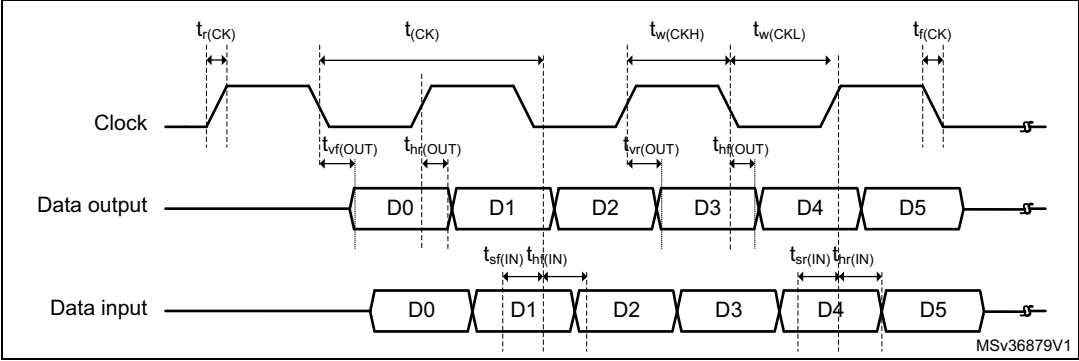 tr(CK) t(CK) tw(CKH) tw(CKL) tf(CK)
Clock
tvf(OUT) thr(OUT) tvr(OUT) thf(OUT)
Data output D0 D1 D2 D3 D4 D5
tsf(IN) thf(IN) tsr(IN) thr(IN)
Data input D0 D1 D2 D3 D4 D5
MSv36879V1